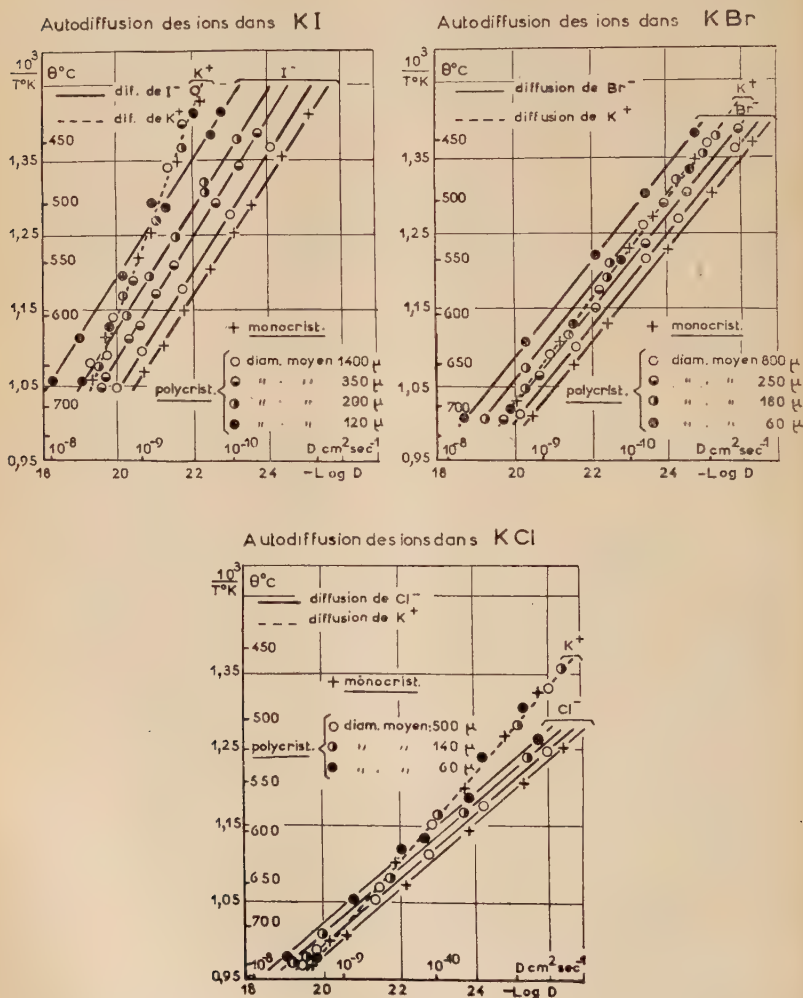 Autodiffusion des ions dans KI
10³
T°K
θ°C
K⁺
I⁻
dif. de I⁻
dif. de K⁺
450
1,35
500
1,25
550
1,15
600
1,05
700
0,95
+ monocrist.
polycrist.
diam. moyen 1400 μ
" " 350 μ
" " 200 μ
" " 120 μ
10⁻⁸
10⁻⁹
10⁻¹⁰
D cm² sec⁻¹
18
20
22
24
-Log D
Autodiffusion des ions dans KBr
10³
T°K
θ°C
K⁺
Br⁻
diffusion de Br⁻
diffusion de K⁺
450
1,35
500
1,25
550
1,15
600
650
1,05
700
0,95
+ monocrist.
polycrist.
diam. moyen 800 μ
" " 250 μ
" " 160 μ
" " 60 μ
10⁻⁸
10⁻⁹
10⁻¹⁰
D cm² sec⁻¹
18
20
22
24
-Log D
Autodiffusion des ions dans KCl
10³
T°K
θ°C
diffusion de Cl⁻
diffusion de K⁺
K⁺
Cl⁻
450
1,35
500
1,25
550
1,15
600
650
1,05
700
0,95
+ monocrist.
polycrist.
diam. moyen: 500 μ
" " 140 μ
" " 60 μ
10⁻⁸
10⁻⁹
10⁻¹⁰
D cm² sec⁻¹
18
20
22
24
-Log D